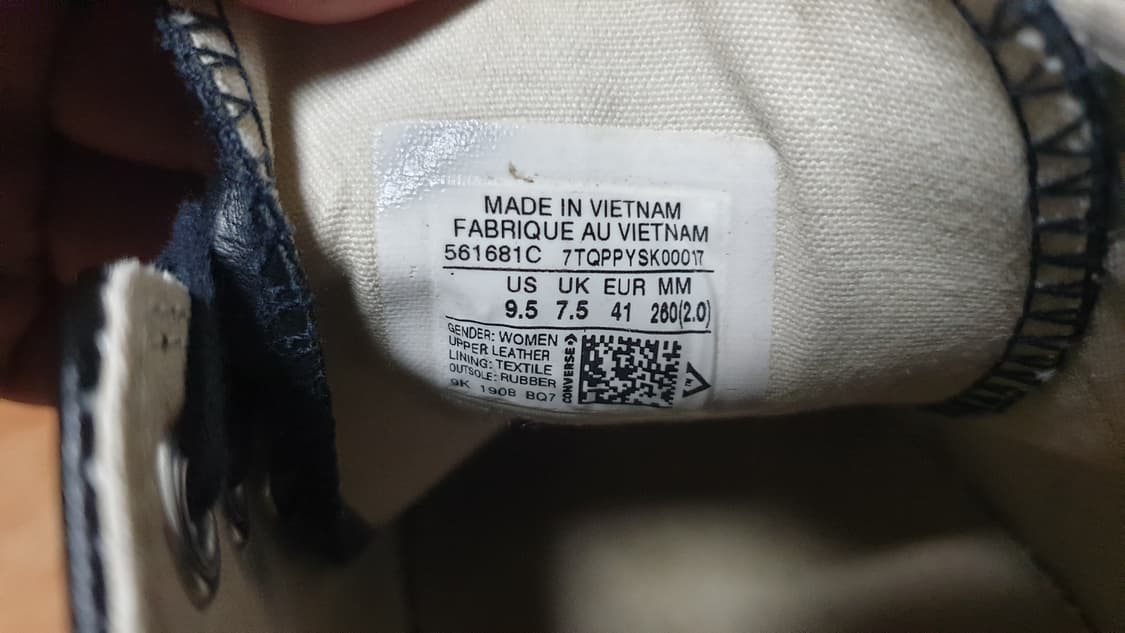 MADE IN VIETNAM
FABRIQUE AU VIETNAM
561681C 7TQPPYSK00017
US UK EUR MM
9.5 7.5 41 260(2.0)
GENDER: WOMEN
UPPER LEATHER
LINING: TEXTILE
OUTSOLE: RUBBER
9K 1908 BQ7
CONVERSE
TM